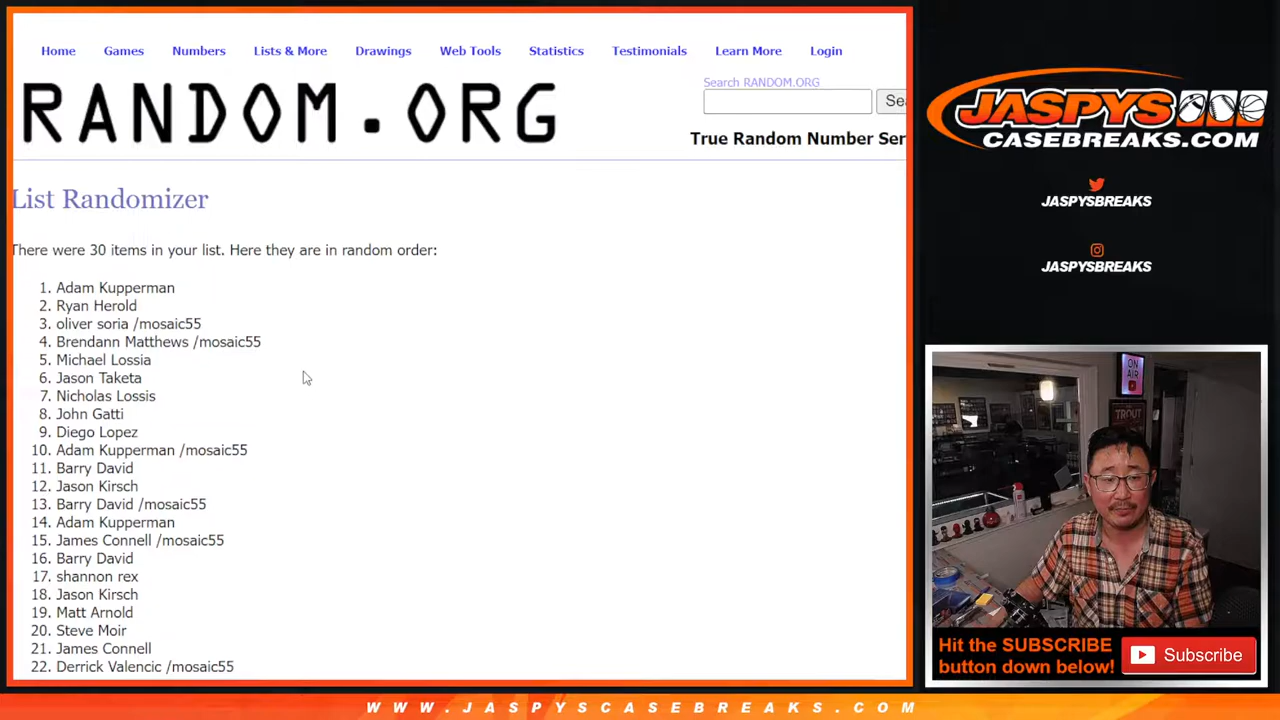 Home Games Numbers Lists & More Drawings Web Tools Statistics Testimonials Learn More Login
Search RANDOM.ORG
RANDOM.ORG
Sea
True Random Number Ser
List Randomizer
There were 30 items in your list. Here they are in random order:
1. Adam Kupperman
2. Ryan Herold
3. oliver soria /mosaic55
4. Brendann Matthews /mosaic55
5. Michael Lossia
6. Jason Taketa
7. Nicholas Lossis
8. John Gatti
9. Diego Lopez
10. Adam Kupperman /mosaic55
11. Barry David
12. Jason Kirsch
13. Barry David /mosaic55
14. Adam Kupperman
15. James Connell /mosaic55
16. Barry David
17. shannon rex
18. Jason Kirsch
19. Matt Arnold
20. Steve Moir
21. James Connell
22. Derrick Valencic /mosaic55
JASPYS
CASEBREAKS.COM
JASPYSBREAKS
JASPYSBREAKS
ON
AIR
TROUT
Hit the SUBSCRIBE
button down below!
Subscribe
WWW.JASPYSCASEBREAKS.COM